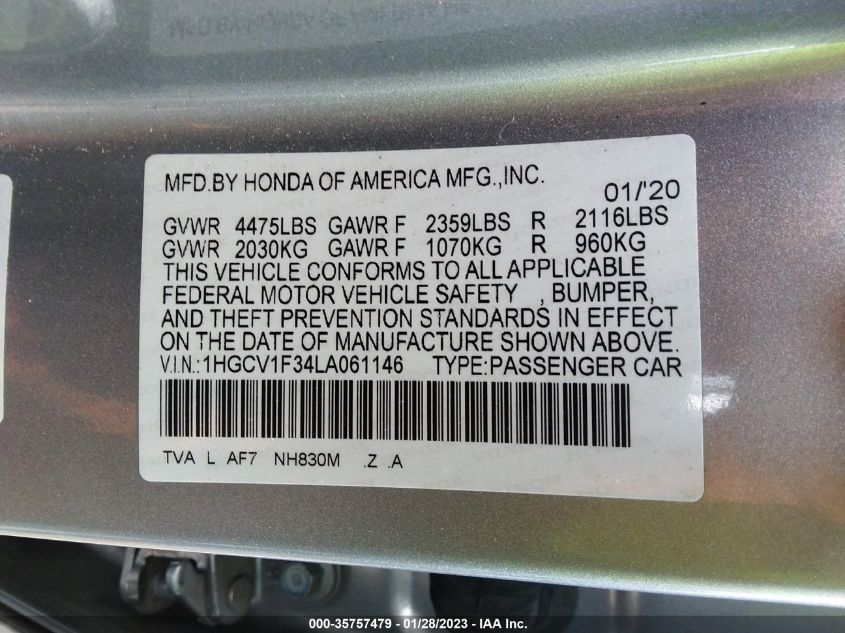 MFD.BY HONDA OF AMERICA MFG.,INC. 01/'20
GVWR 4475LBS GAWR F 2359LBS R 2116LBS
GVWR 2030KG GAWR F 1070KG R 960KG
THIS VEHICLE CONFORMS TO ALL APPLICABLE
FEDERAL MOTOR VEHICLE SAFETY , BUMPER,
AND THEFT PREVENTION STANDARDS IN EFFECT
ON THE DATE OF MANUFACTURE SHOWN ABOVE.
V.I.N.:1HGCV1F34LA061146 TYPE:PASSENGER CAR
TVA L AF7 NH830M .Z .A
000-35757479 — 01/28/2023 — IAA Inc.